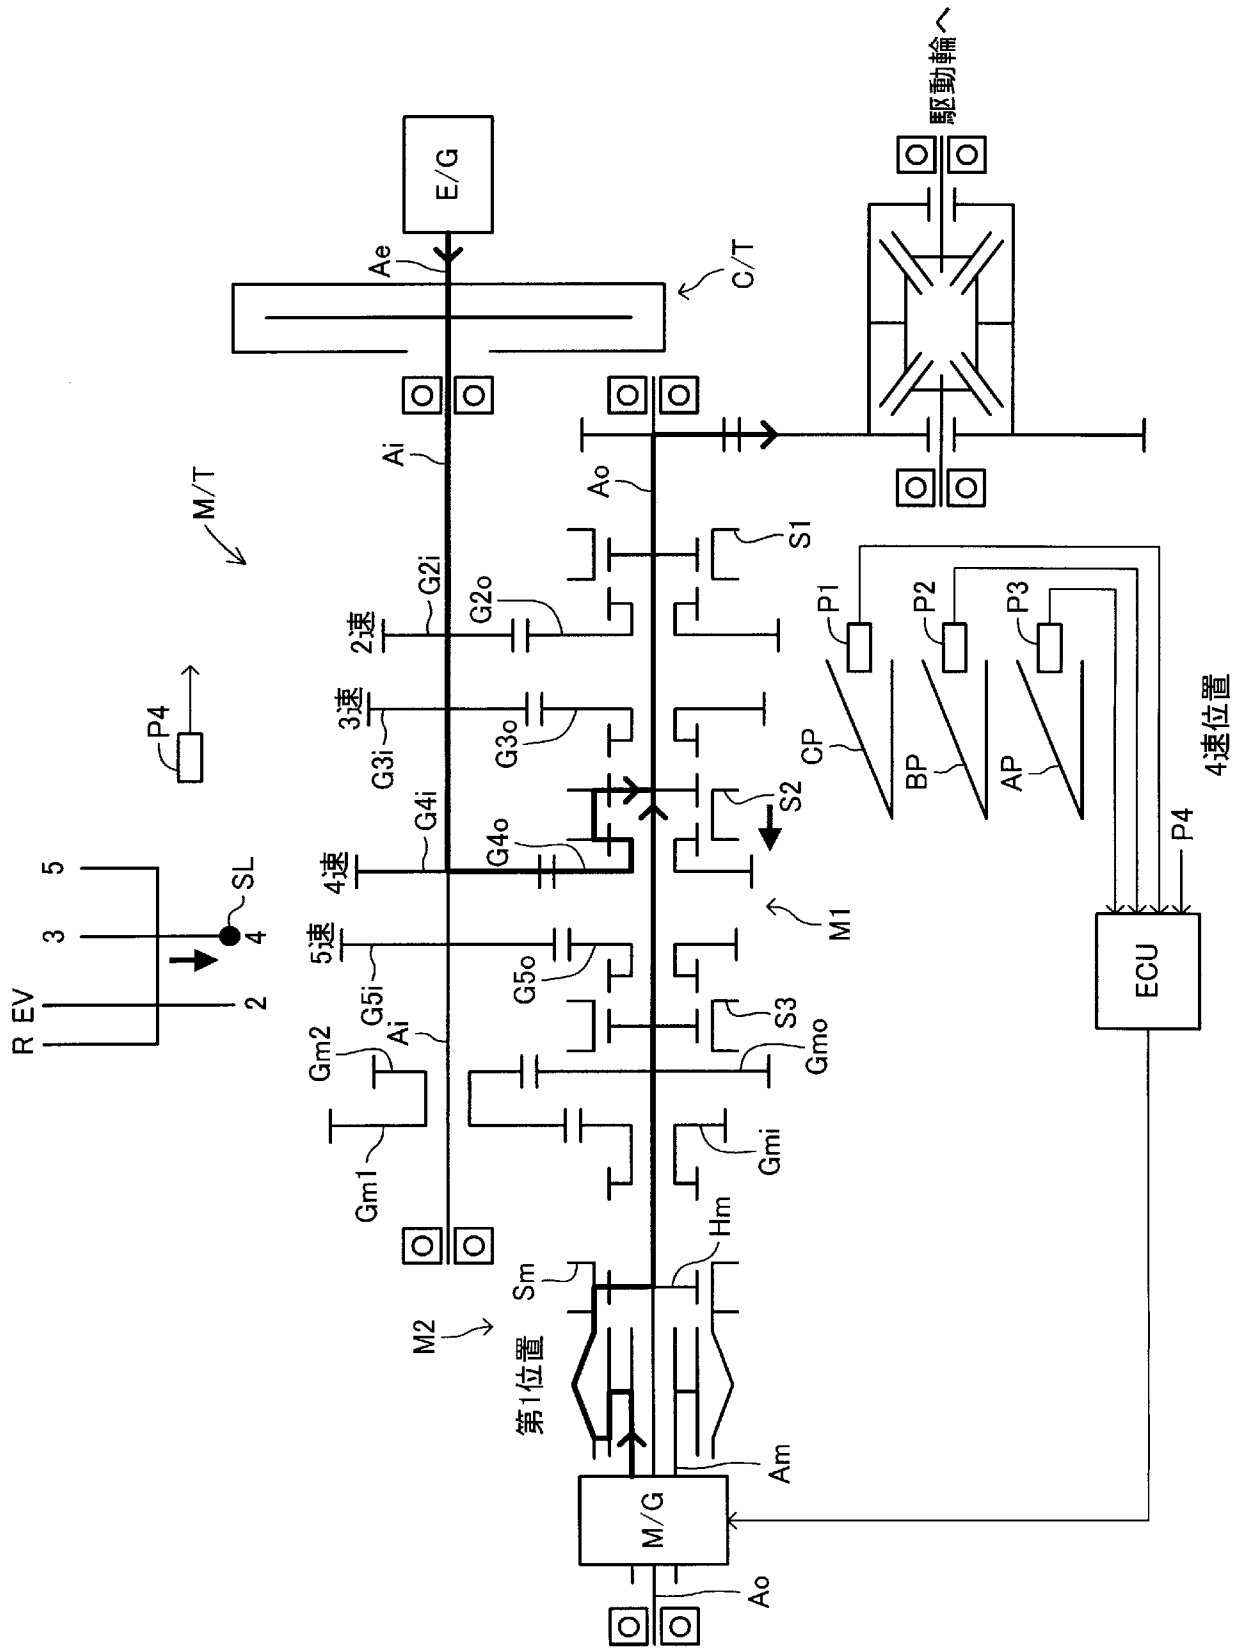 R
EV
3
5
2
4
SL
P4
M/T
Gm1
Gm2
Ai
G5i
5速
4速
G4i
G3i
3速
2速
G2i
Ai
Ae
E/G
C/T
M2
第1位置
Sm
G5o
G4o
G3o
G2o
Ao
M/G
Ao
Am
Hm
Gmi
Gmo
S3
M1
S2
S1
駆動輪へ
CP
BP
AP
P1
P2
P3
P4
ECU
4速位置